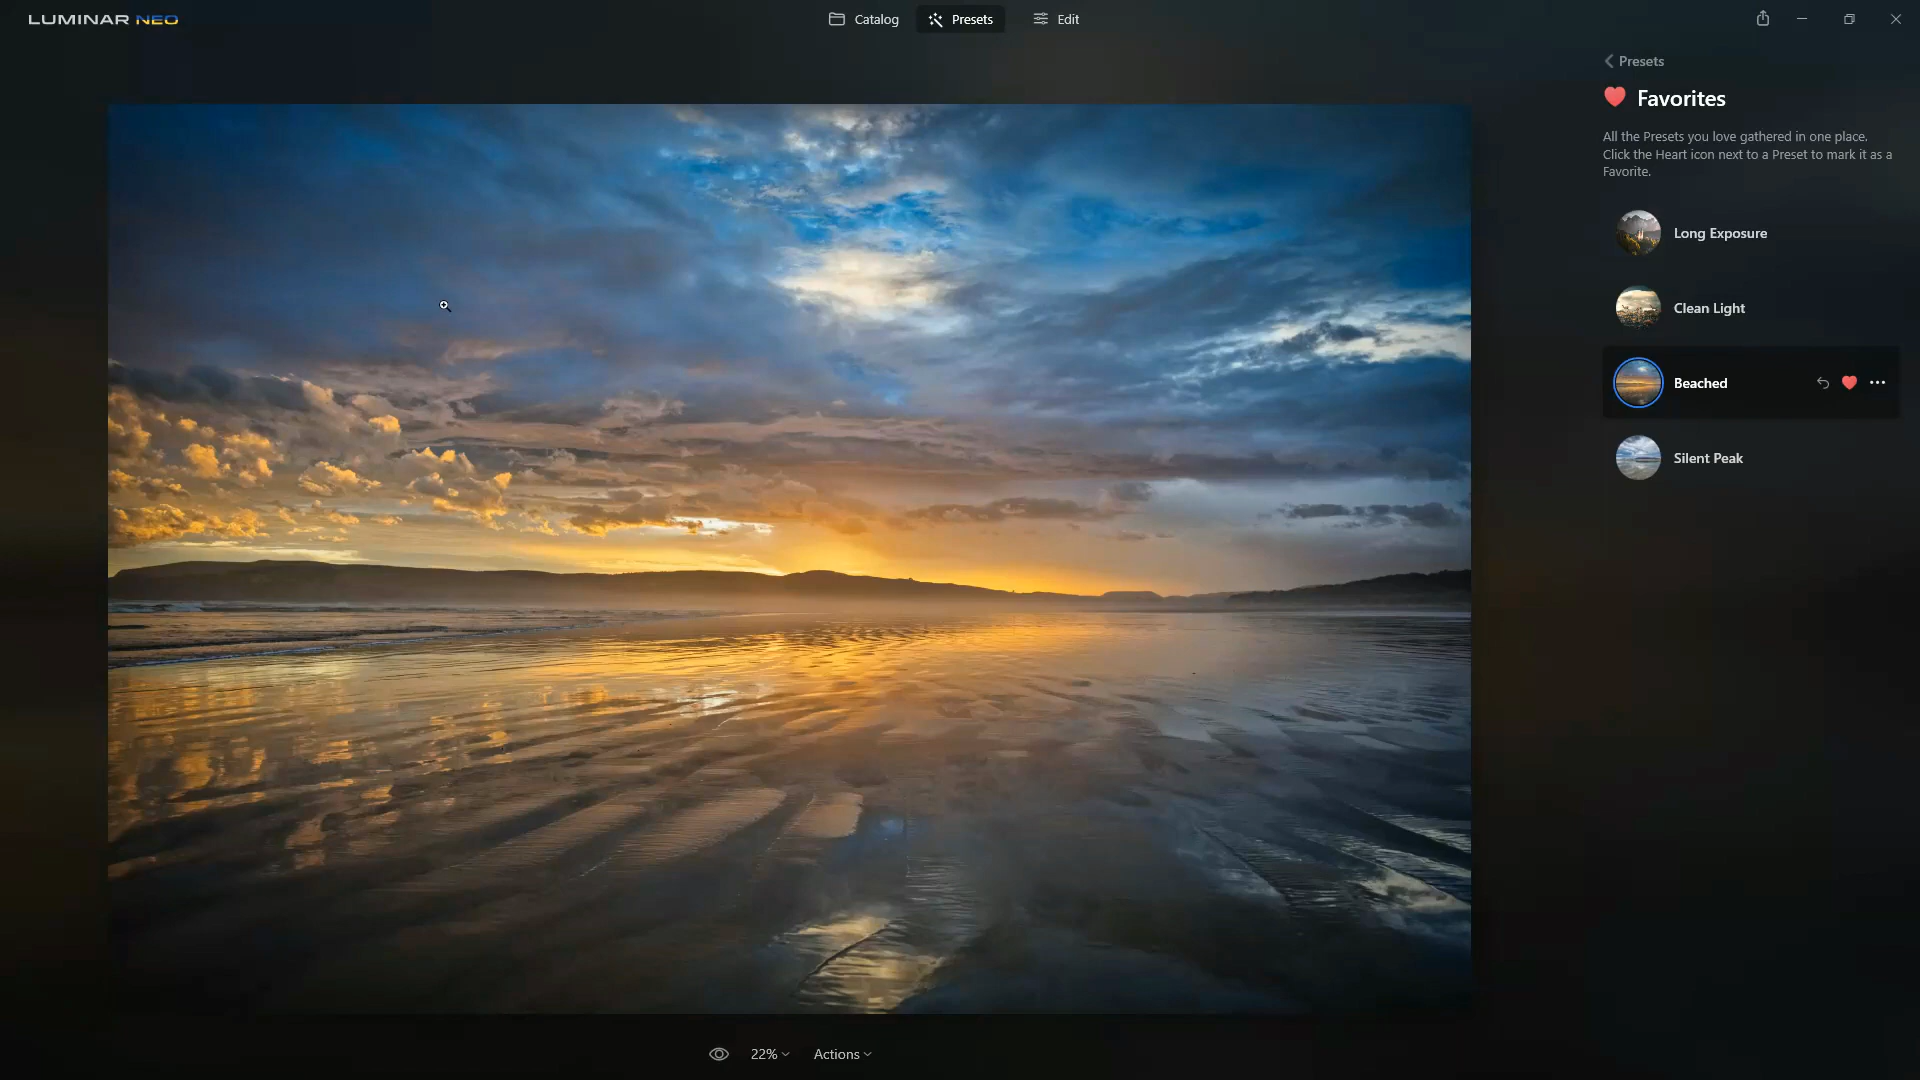 LUMINAR NEO
Catalog
Presets
Edit
Presets
Favorites
All the Presets you love gathered in one place.
Click the Heart icon next to a Preset to mark it as a
Favorite.
Long Exposure
Clean Light
Beached
Silent Peak
22%
Actions